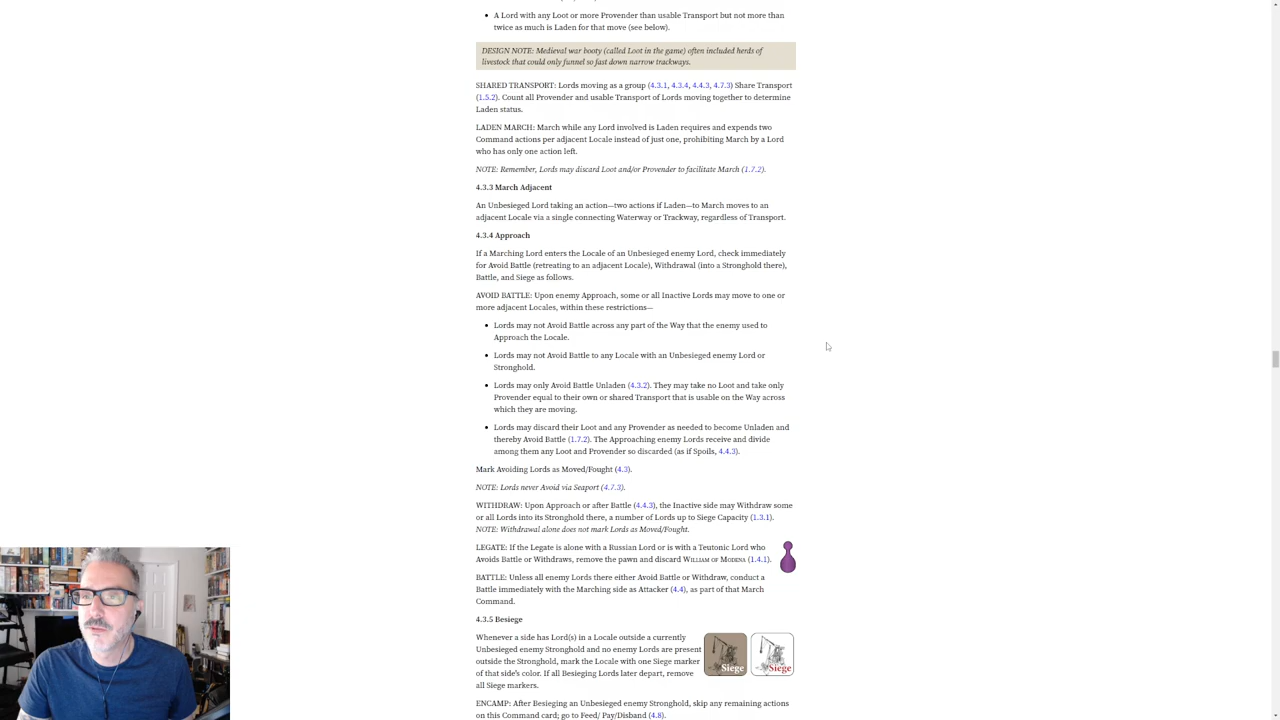 A Lord with any Loot or more Provender than usable Transport but not more than
twice as much is Laden for that move (see below).
DESIGN NOTE: Medieval war booty (called Loot in the game) often included herds of
livestock that could only funnel so fast down narrow trackways.
SHARED TRANSPORT: Lords moving as a group (4.3.1, 4.3.4, 4.4.3, 4.7.3) Share Transport
(1.5.2). Count all Provender and usable Transport of Lords moving together to determine
Laden status.
LADEN MARCH: March while any Lord involved is Laden requires and expends two
Command actions per adjacent Locale instead of just one, prohibiting March by a Lord
who has only one action left.
NOTE: Remember, Lords may discard Loot and/or Provender to facilitate March (1.7.2).
4.3.3 March Adjacent
An Unbesieged Lord taking an action—two actions if Laden—to March moves to an
adjacent Locale via a single connecting Waterway or Trackway, regardless of Transport.
4.3.4 Approach
If a Marching Lord enters the Locale of an Unbesieged enemy Lord, check immediately
for Avoid Battle (retreating to an adjacent Locale), Withdrawal (into a Stronghold there),
Battle, and Siege as follows.
AVOID BATTLE: Upon enemy Approach, some or all Inactive Lords may move to one or
more adjacent Locales, within these restrictions—
Lords may not Avoid Battle across any part of the Way that the enemy used to
Approach the Locale.
Lords may not Avoid Battle to any Locale with an Unbesieged enemy Lord or
Stronghold.
Lords may only Avoid Battle Unladen (4.3.2). They may take no Loot and take only
Provender equal to their own or shared Transport that is usable on the Way across
which they are moving.
Lords may discard their Loot and any Provender as needed to become Unladen and
thereby Avoid Battle (1.7.2). The Approaching enemy Lords receive and divide
among them any Loot and Provender so discarded (as if Spoils, 4.4.3).
Mark Avoiding Lords as Moved/Fought (4.3).
NOTE: Lords never Avoid via Seaport (4.7.3).
WITHDRAW: Upon Approach or after Battle (4.4.3), the Inactive side may Withdraw some
or all Lords into its Stronghold there, a number of Lords up to Siege Capacity (1.3.1).
NOTE: Withdrawal alone does not mark Lords as Moved/Fought.
LEGATE: If the Legate is alone with a Russian Lord or is with a Teutonic Lord who
Avoids Battle or Withdraws, remove the pawn and discard WILLIAM OF MODENA (1.4.1).
BATTLE: Unless all enemy Lords there either Avoid Battle or Withdraw, conduct a
Battle immediately with the Marching side as Attacker (4.4), as part of that March
Command.
4.3.5 Besiege
Whenever a side has Lord(s) in a Locale outside a currently
Unbesieged enemy Stronghold and no enemy Lords are present
outside the Stronghold, mark the Locale with one Siege marker
of that side's color. If all Besieging Lords later depart, remove
all Siege markers.
Siege
Siege
ENCAMP: After Besieging an Unbesieged enemy Stronghold, skip any remaining actions
on this Command card; go to Feed/ Pay/Disband (4.8).